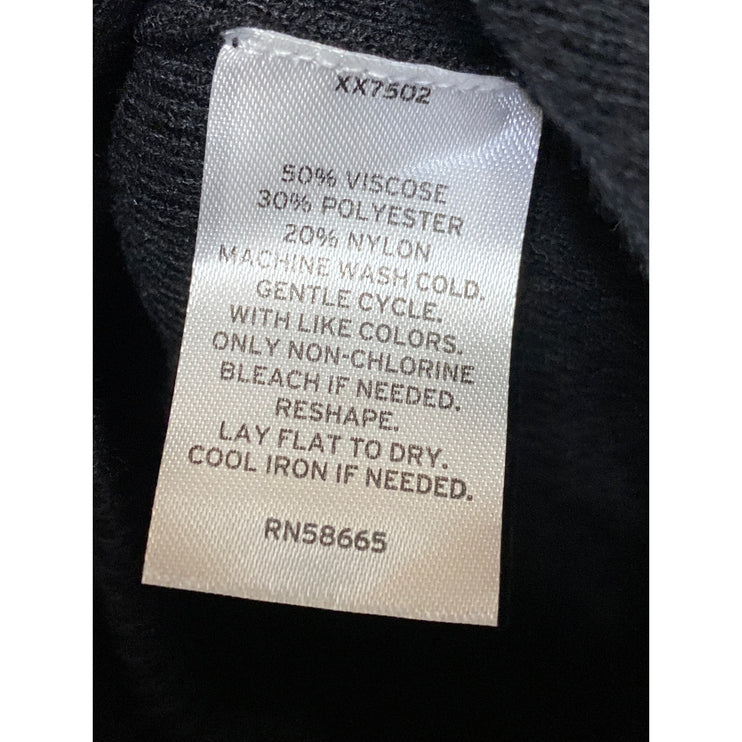 XX7502
50% VISCOSE
30% POLYESTER
20% NYLON
MACHINE WASH COLD.
GENTLE CYCLE.
WITH LIKE COLORS.
ONLY NON-CHLORINE
BLEACH IF NEEDED.
RESHAPE.
LAY FLAT TO DRY.
COOL IRON IF NEEDED.
RN58665